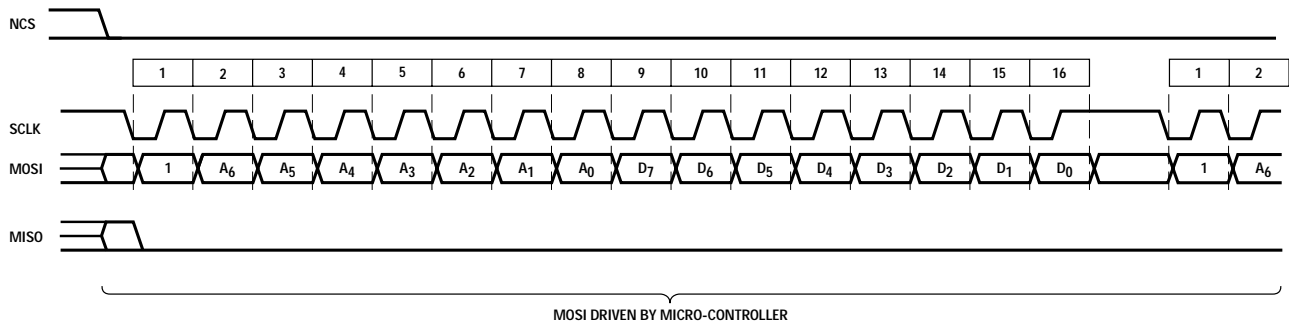 NCS
1 2 3 4 5 6 7 8 9 10 11 12 13 14 15 16 1 2
SCLK
MOSI 1 A6 A5 A4 A3 A2 A1 A0 D7 D6 D5 D4 D3 D2 D1 D0 1 A6
MISO
MOSI DRIVEN BY MICRO-CONTROLLER